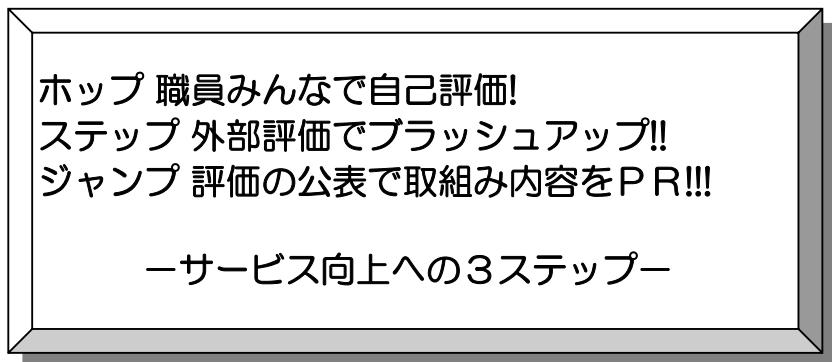 ホップ 職員みんなで自己評価!
ステップ 外部評価でブラッシュアップ!!
ジャンプ 評価の公表で取組み内容をＰＲ!!!
－サービス向上への３ステップ－